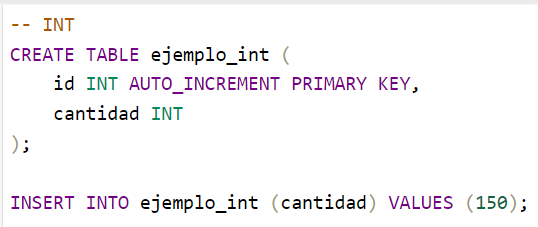 -- INT
CREATE TABLE ejemplo_int (
    id INT AUTO_INCREMENT PRIMARY KEY,
    cantidad INT
);

INSERT INTO ejemplo_int (cantidad) VALUES (150);